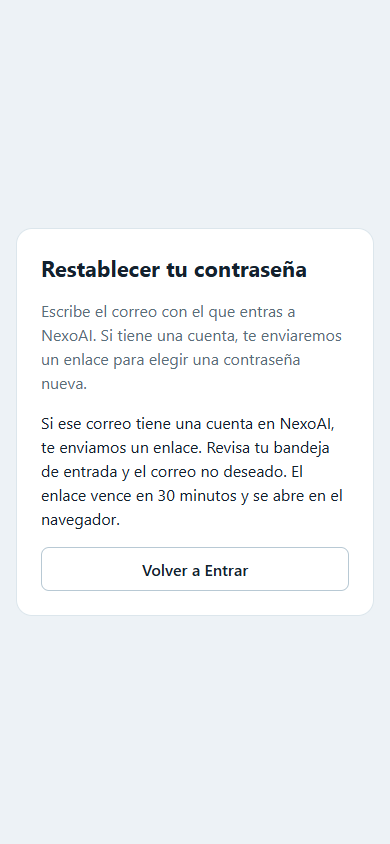 Restablecer tu contraseña
Escribe el correo con el que entras a
NexoAI. Si tiene una cuenta, te enviaremos
un enlace para elegir una contraseña
nueva.
Si ese correo tiene una cuenta en NexoAI,
te enviamos un enlace. Revisa tu bandeja
de entrada y el correo no deseado. El
enlace vence en 30 minutos y se abre en el
navegador.
Volver a Entrar